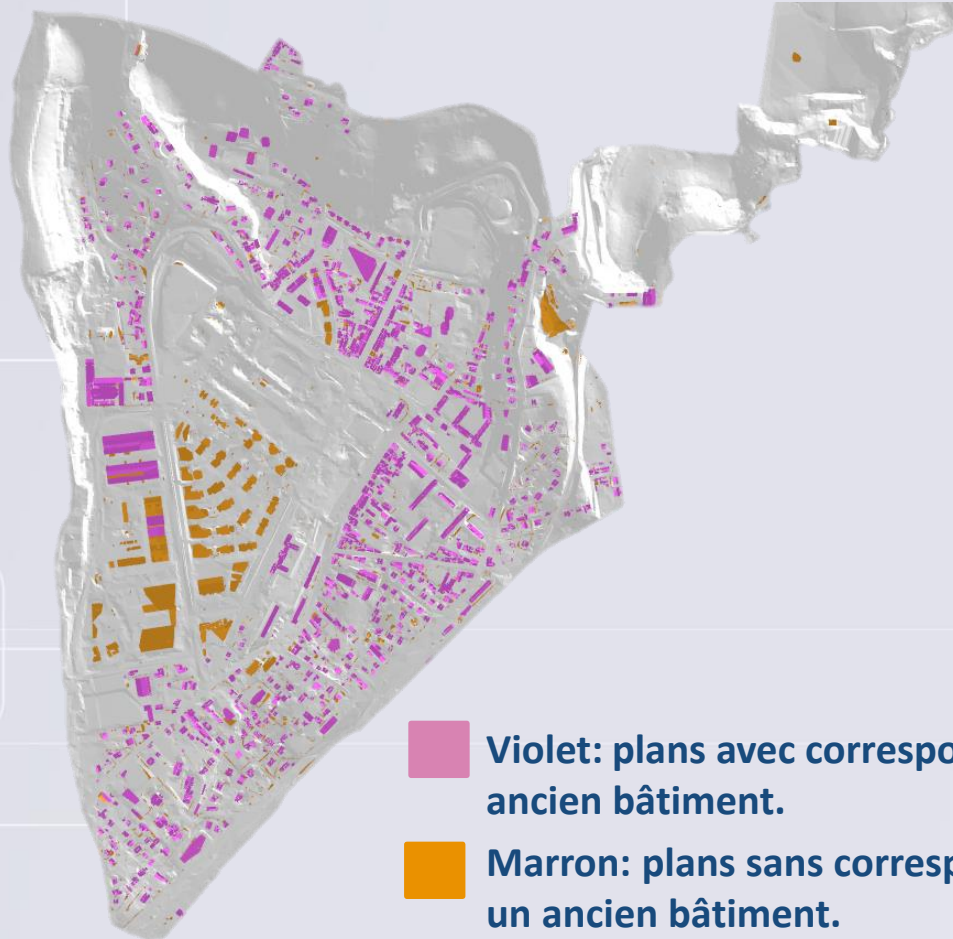 Violet: plans avec correspo
ancien bâtiment.
Marron: plans sans corresp
un ancien bâtiment.